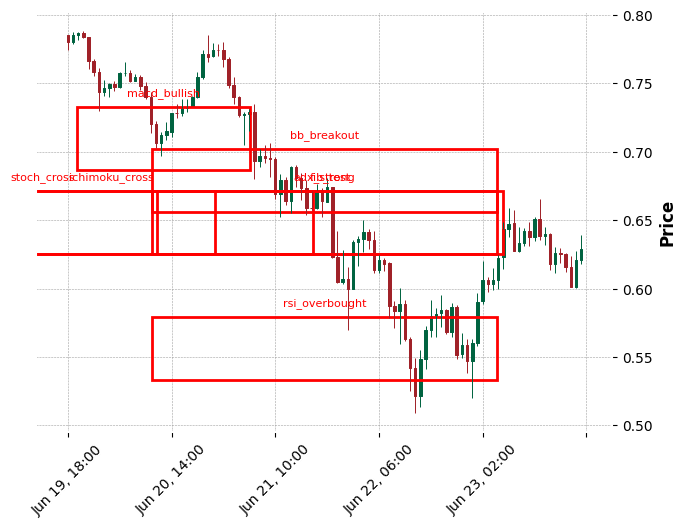 0.80
0.75
macd_bullish
bb_breakout
0.70
stoch_cross
ichimoku_cross
0.65
Price
0.60
rsi_overbought
0.55
0.50
Jun 19, 18:00
Jun 20, 14:00
Jun 21, 10:00
Jun 22, 06:00
Jun 23, 02:00